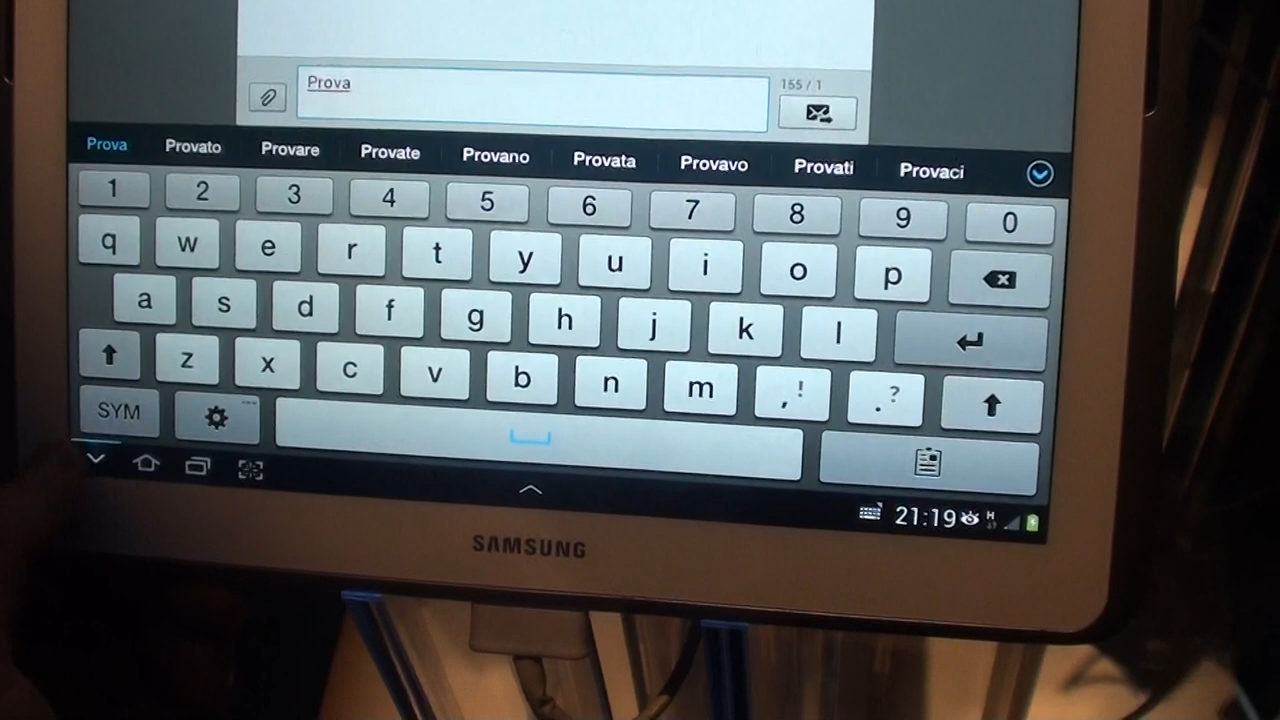 Prova
155 / 1
Prova Provato Provare Provate Provano Provata Provavo Provati Provaci
1 2 3 4 5 6 7 8 9 0
q w e r t y u i o p
a s d f g h j k l
z x c v b n m , ! . ?
SYM
21:19 H
SAMSUNG